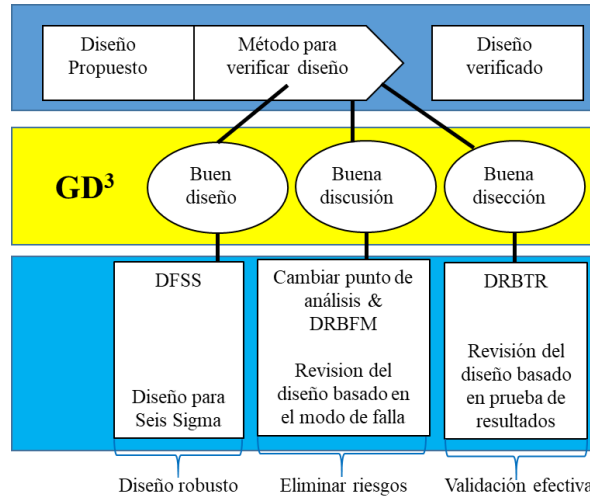 Diseño
Propuesto
Método para
verificar diseño
Diseño
verificado
GD³
Buen
diseño
Buena
discusión
Buena
disección
DFSS
Diseño para
Seis Sigma
Cambiar punto de
análisis &
DRBFM
Revision del
diseño basado en
el modo de falla
DRBTR
Revisión del
diseño basado
en prueba de
resultados
Diseño robusto
Eliminar riesgos
Validación efectiva